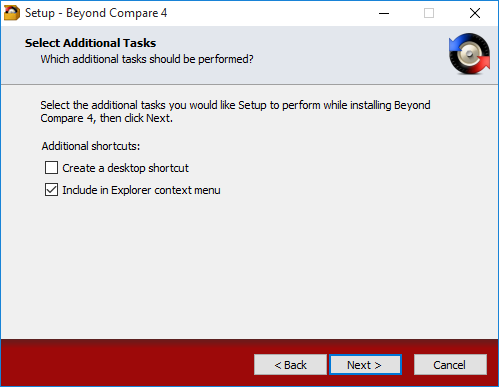 Setup - Beyond Compare 4
Select Additional Tasks
Which additional tasks should be performed?
Select the additional tasks you would like Setup to perform while installing Beyond
Compare 4, then click Next.
Additional shortcuts:
Create a desktop shortcut
Include in Explorer context menu
< Back
Next >
Cancel